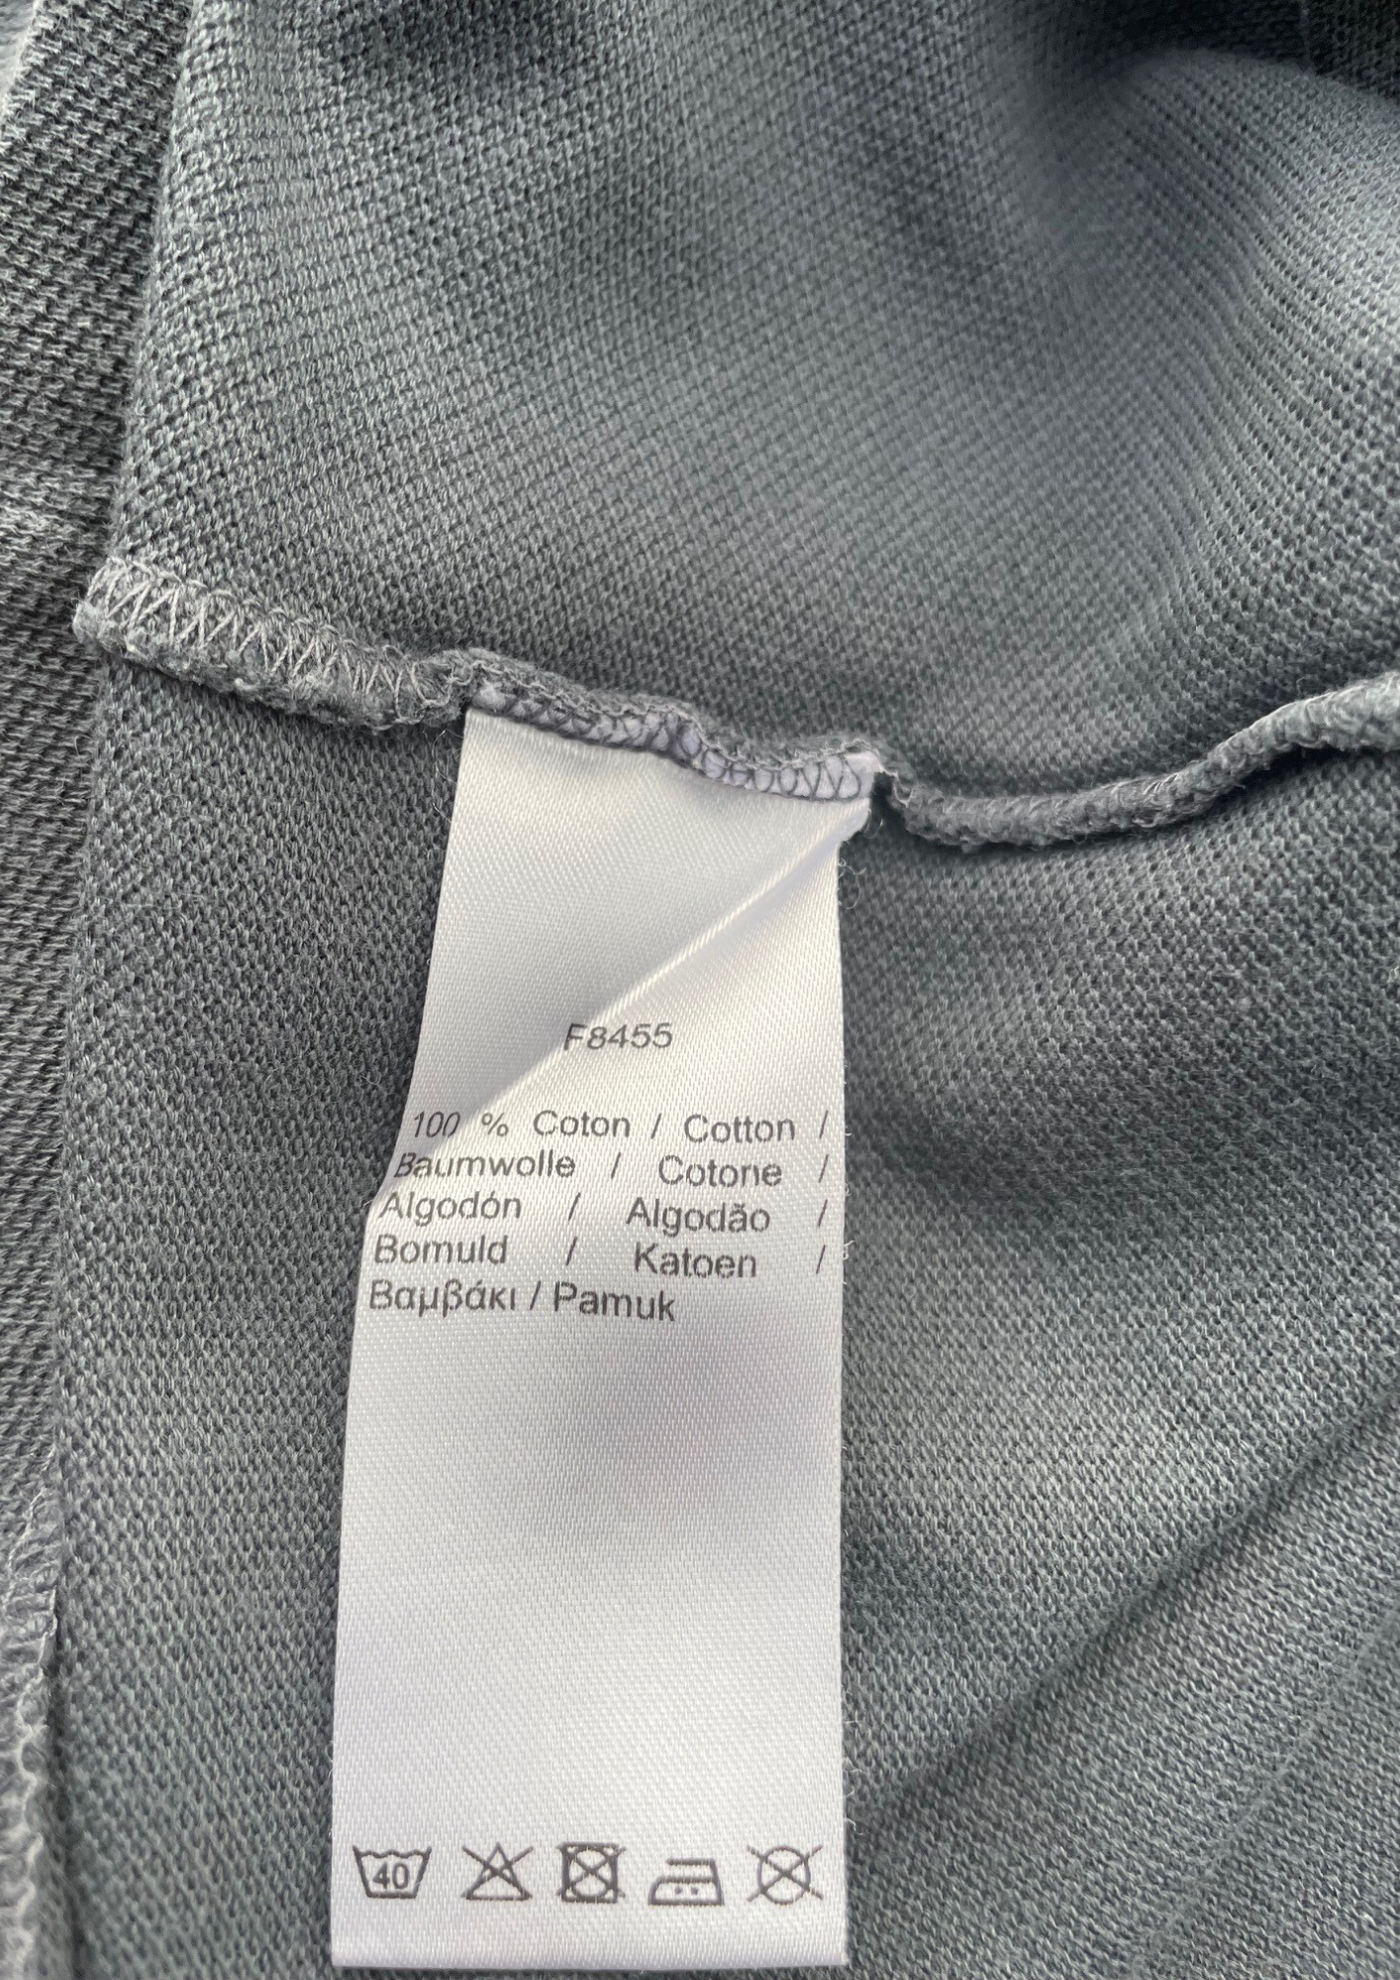 F8455
100 % Coton / Cotton /
Baumwolle / Cotone /
Algodón / Algodão /
Bomuld / Katoen /
Βαμβάκι / Pamuk
40